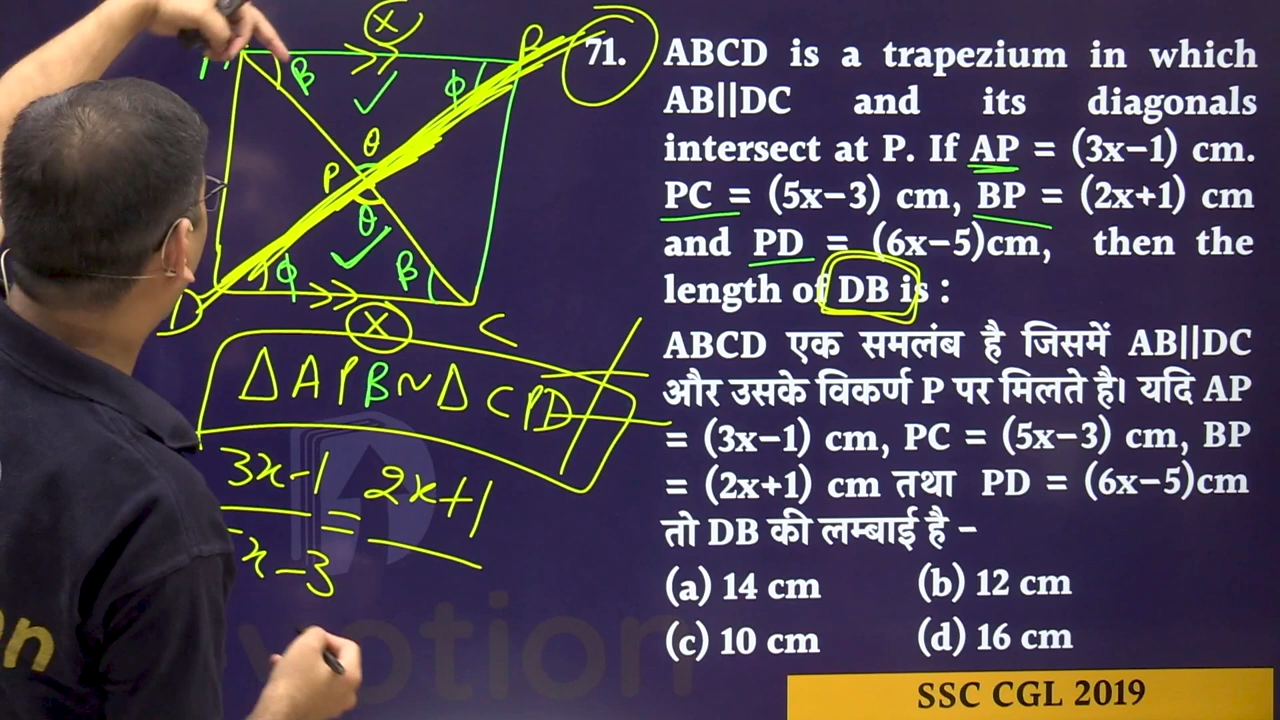 71. ABCD is a trapezium in which
AB||DC and its diagonals
intersect at P. If AP = (3x−1) cm.
PC = (5x−3) cm, BP = (2x+1) cm
and PD = (6x−5)cm, then the
length of DB is :
ABCD एक समलंब है जिसमें AB||DC
और उसके विकर्ण P पर मिलते है। यदि AP
= (3x−1) cm, PC = (5x−3) cm, BP
= (2x+1) cm तथा PD = (6x−5)cm
तो DB की लम्बाई है −
(a) 14 cm (b) 12 cm
(c) 10 cm (d) 16 cm
SSC CGL 2019
x
B
β
φ
θ
P
θ
φ
β
D
x
C
Δ APB ~ Δ CPD
3x-1 = 2x+1
x-3